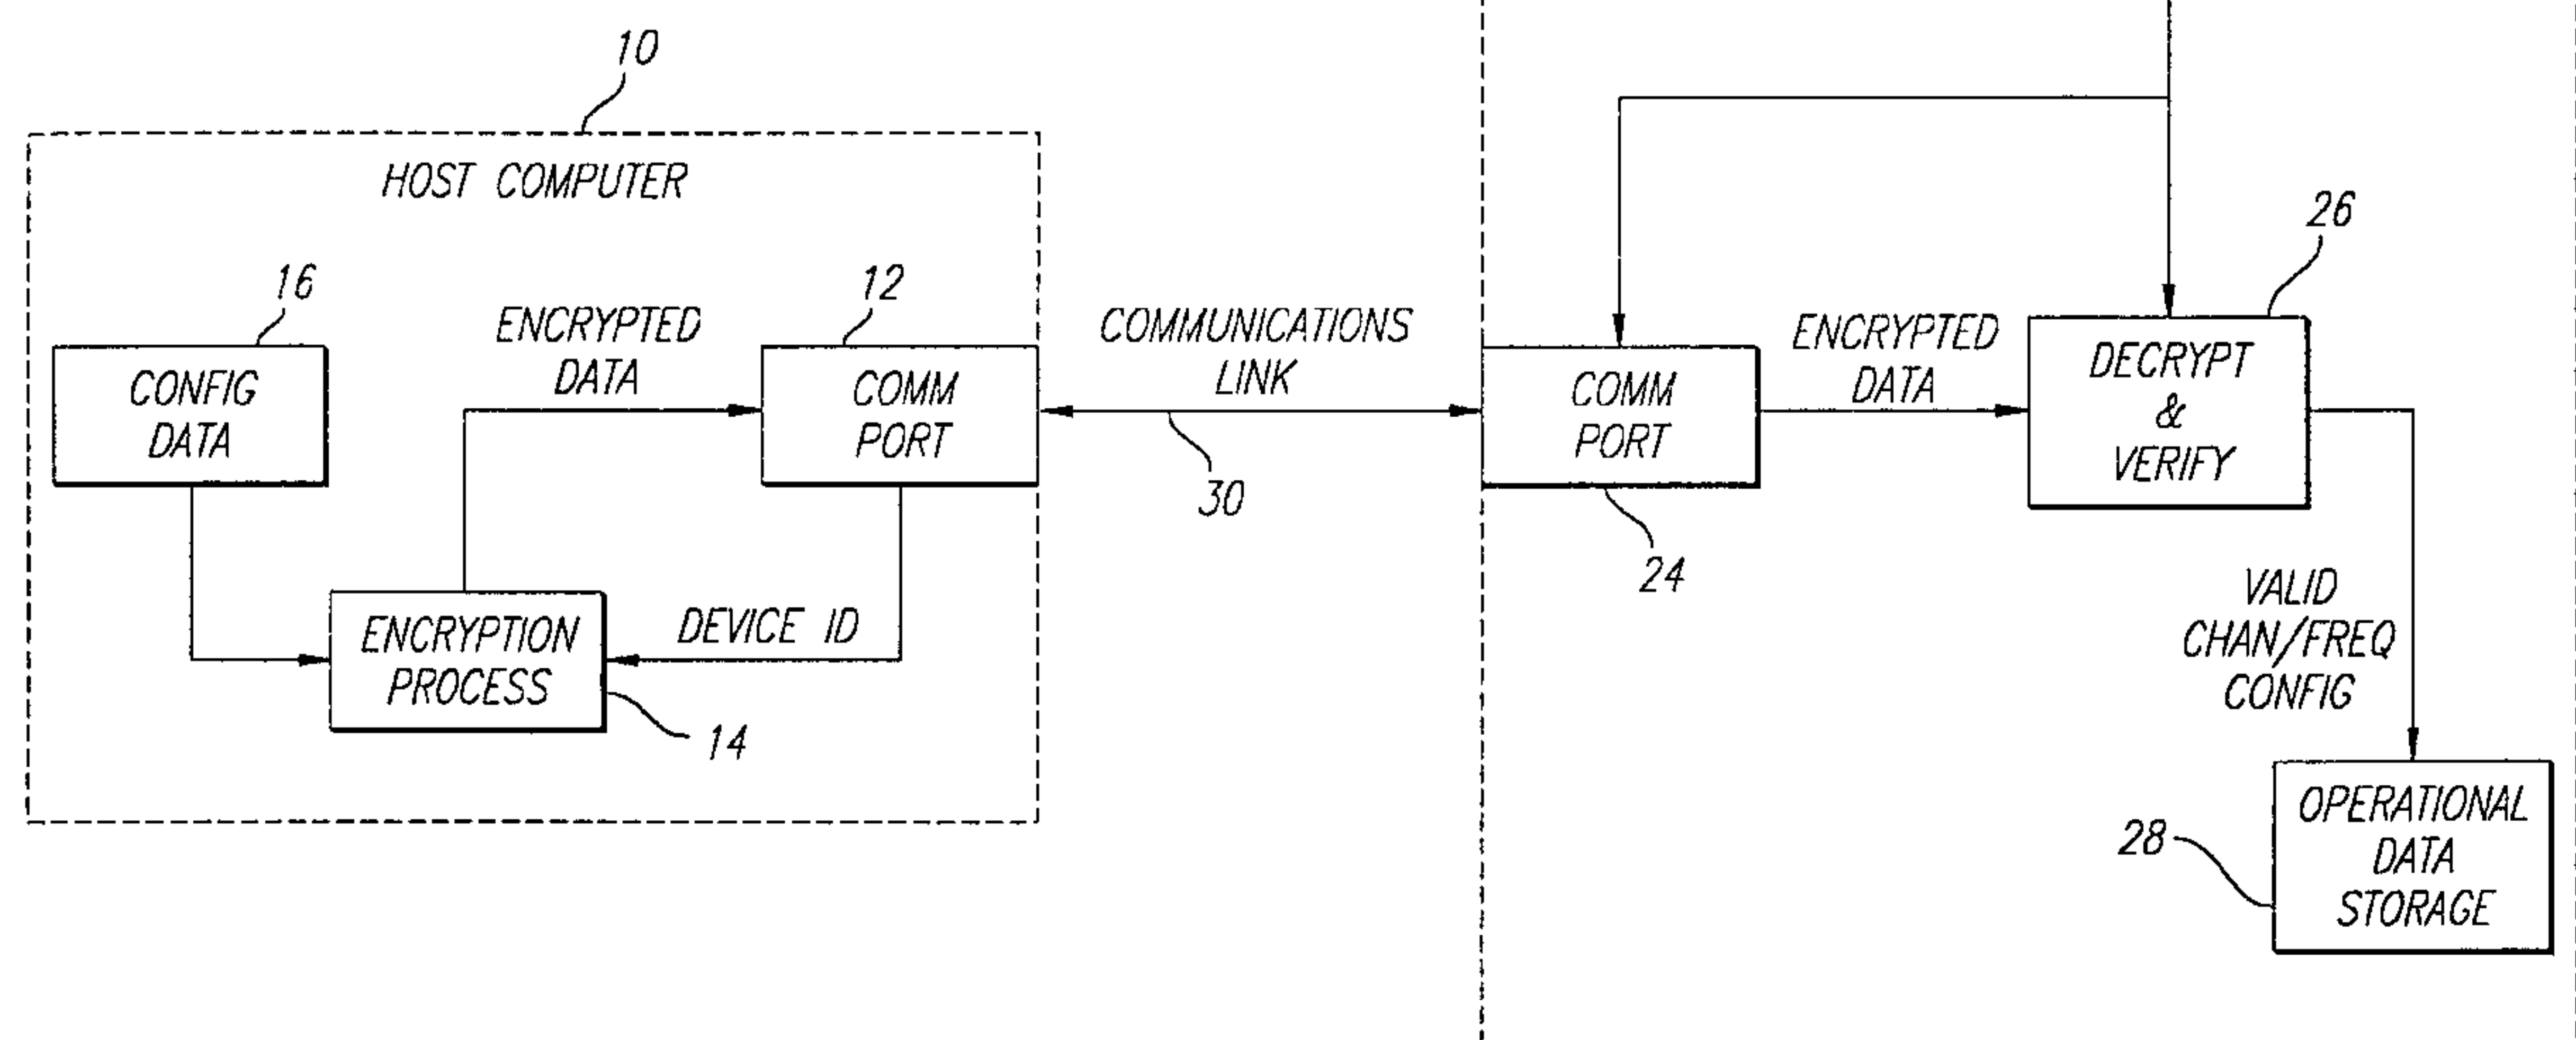 10
HOST COMPUTER
16
CONFIG
DATA
ENCRYPTED
DATA
12
COMM
PORT
ENCRYPTION
PROCESS
14
DEVICE ID
COMMUNICATIONS
LINK
30
COMM
PORT
24
ENCRYPTED
DATA
26
DECRYPT
&
VERIFY
VALID
CHAN/FREQ
CONFIG
28
OPERATIONAL
DATA
STORAGE